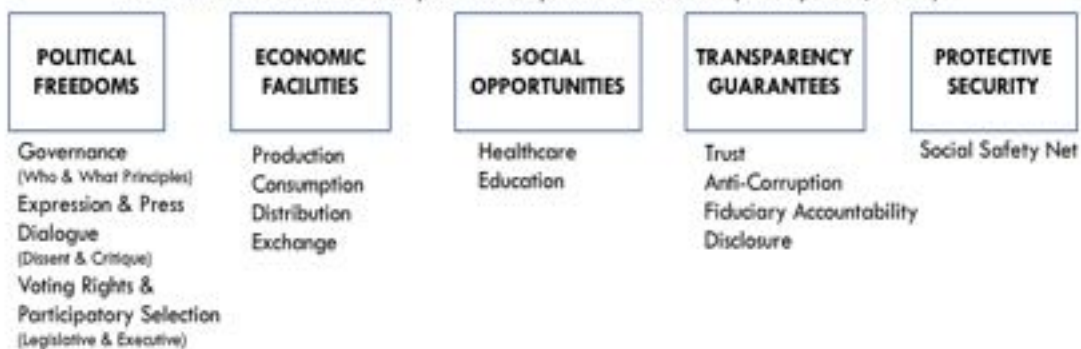 POLITICAL
FREEDOMS
Governance
(Who & What Principles)
Expression & Press
Dialogue
(Dissent & Critique)
Voting Rights &
Participatory Selection
(Legislative & Executive)
ECONOMIC
FACILITIES
Production
Consumption
Distribution
Exchange
SOCIAL
OPPORTUNITIES
Healthcare
Education
TRANSPARENCY
GUARANTEES
Trust
Anti-Corruption
Fiduciary Accountability
Disclosure
PROTECTIVE
SECURITY
Social Safety Net